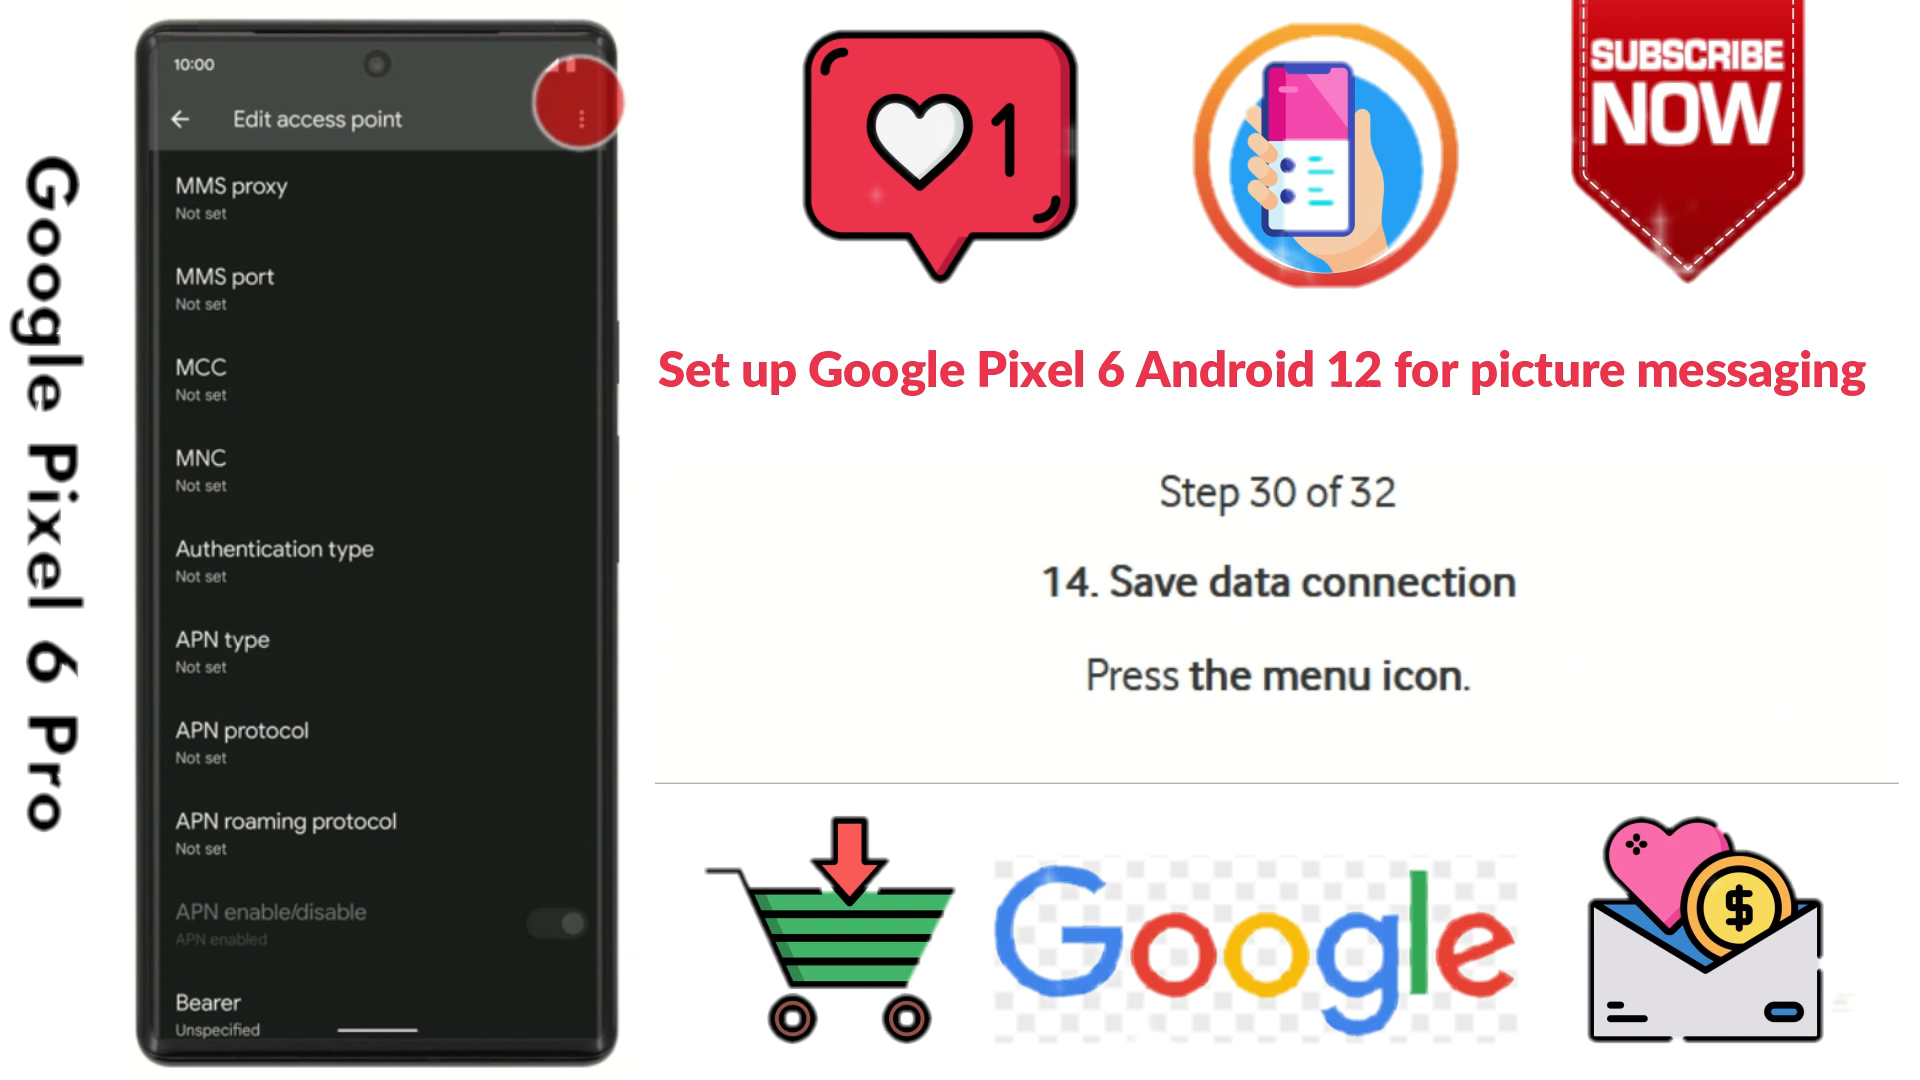 Google Pixel 6 Pro
10:00
Edit access point
MMS proxy
Not set
MMS port
Not set
MCC
Not set
MNC
Not set
Authentication type
Not set
APN type
Not set
APN protocol
Not set
APN roaming protocol
Not set
APN enable/disable
APN enabled
Bearer
Unspecified
1
SUBSCRIBE
NOW
Set up Google Pixel 6 Android 12 for picture messaging
Step 30 of 32
14. Save data connection
Press the menu icon.
Google
$